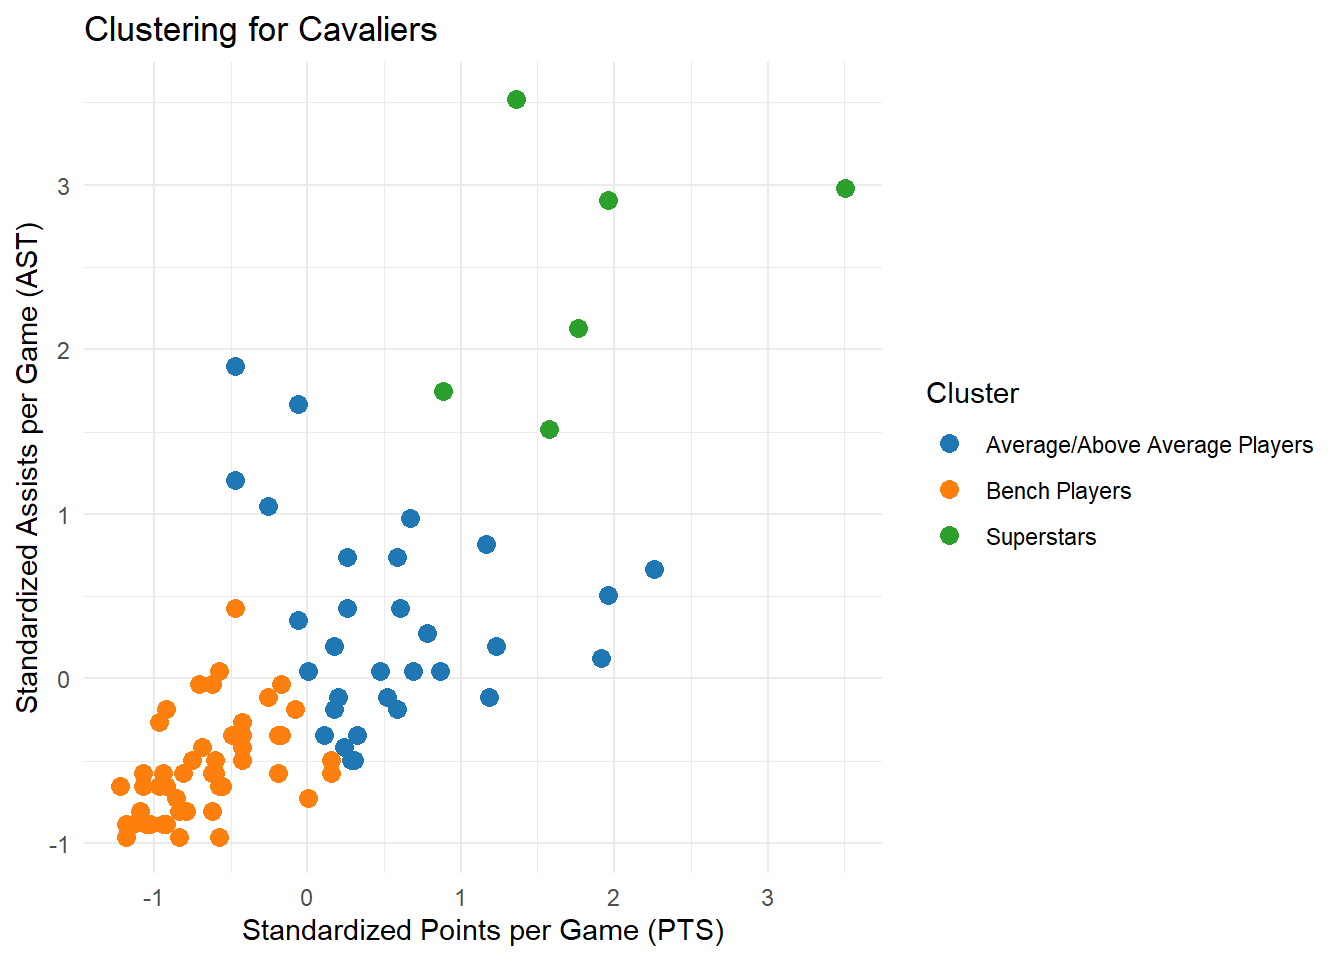 Clustering for Cavaliers
Standardized Assists per Game (AST)
3
2
1
0
-1
-1 0 1 2 3
Standardized Points per Game (PTS)
Cluster
Average/Above Average Players
Bench Players
Superstars